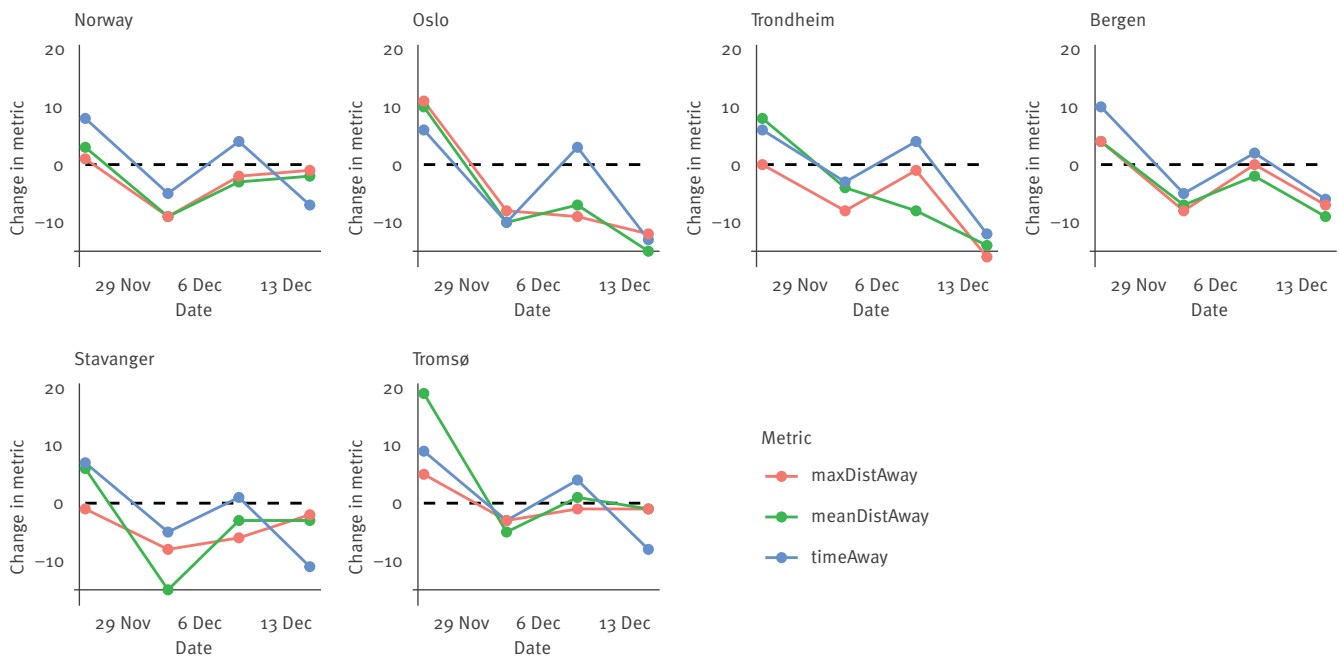 Norway
20
10
0
−10
Change in metric
29 Nov 6 Dec 13 Dec
Date
Oslo
20
10
0
−10
Change in metric
29 Nov 6 Dec 13 Dec
Date
Trondheim
20
10
0
−10
Change in metric
29 Nov 6 Dec 13 Dec
Date
Bergen
20
10
0
−10
Change in metric
29 Nov 6 Dec 13 Dec
Date
Stavanger
20
10
0
−10
Change in metric
29 Nov 6 Dec 13 Dec
Date
Tromsø
20
10
0
−10
Change in metric
29 Nov 6 Dec 13 Dec
Date
Metric
maxDistAway
meanDistAway
timeAway